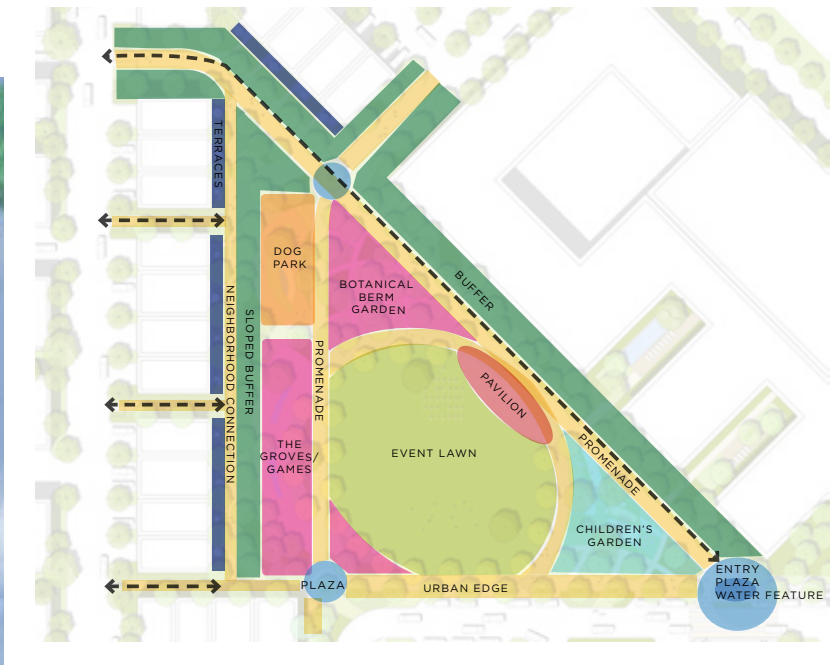 TERRACES
DOG
PARK
BOTANICAL
BERM
GARDEN
BUFFER
NEIGHBORHOOD CONNECTION
SLOPED BUFFER
PROMENADE
PAVILION
THE
GROVES/
GAMES
EVENT LAWN
PROMENADE
CHILDREN'S
GARDEN
PLAZA
URBAN EDGE
ENTRY
PLAZA
WATER FEATURE